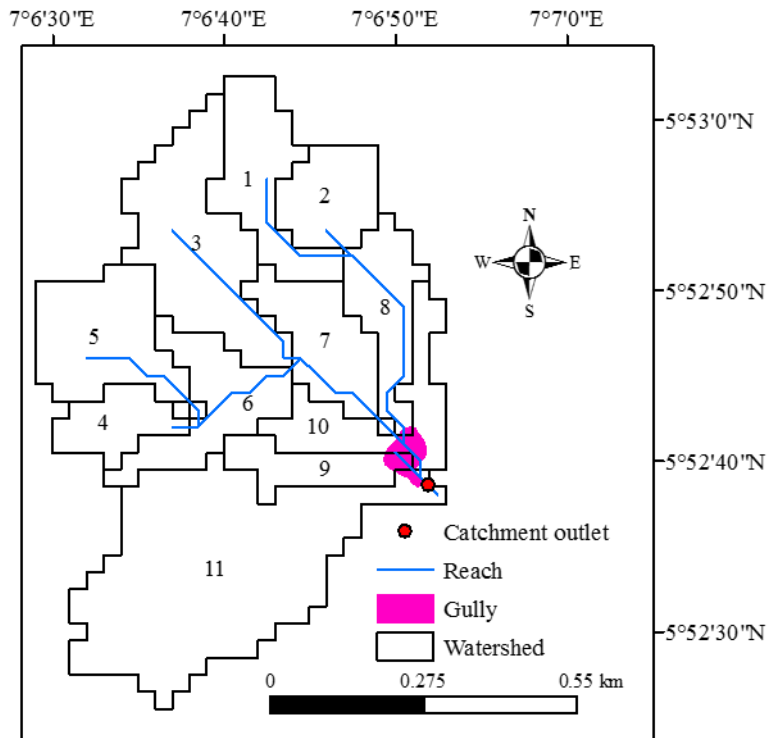 7°6'30"E 7°6'40"E 7°6'50"E 7°7'0"E
5°53'0"N
1
2
N
3
W E
5°52'50"N
S
8
5
7
6
4
10
9
5°52'40"N
Catchment outlet
11
Reach
Gully
5°52'30"N
Watershed
0 0.275 0.55 km